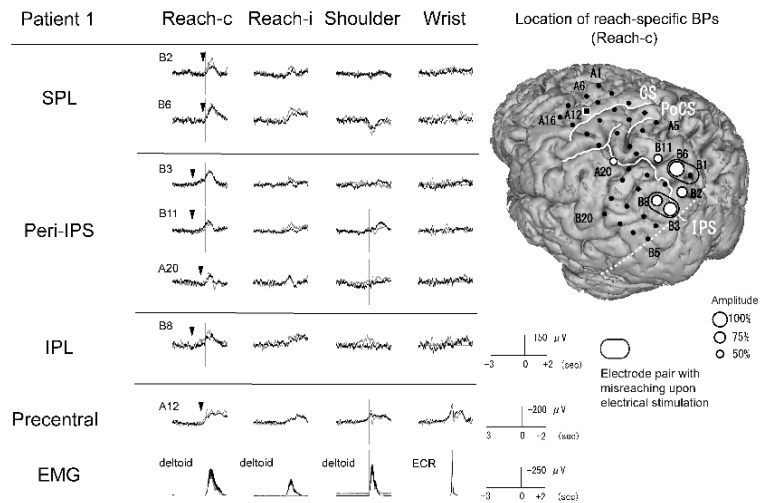 Patient 1
Reach-c
Reach-i
Shoulder
Wrist
Location of reach-specific BPs
(Reach-c)
SPL
B2
B6
Peri-IPS
B3
B11
A20
IPL
B8
Precentral
A12
EMG
deltoid
deltoid
deltoid
ECR
A1
A6
CS
A12
PoCS
A16
A5
B11
B6
B1
A20
B2
B8
B20
B3
IPS
B5
Amplitude
100%
75%
50%
150 μV
-3 0 +2 (sec)
Electrode pair with
misreaching upon
electrical stimulation
-200 μV
3 0 -2 (sec)
-250 μV
-3 0 +2 (sec)